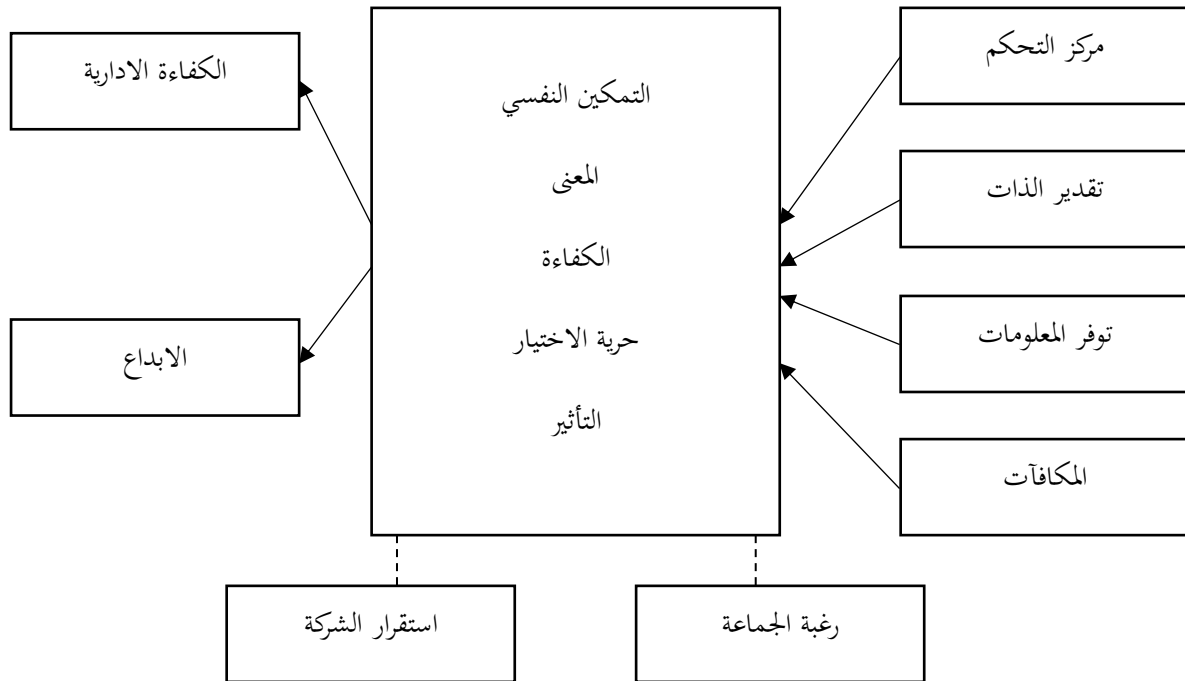 مركز التحكم
تقدير الذات
توفر المعلومات
المكافآت
التمكين النفسي
المعنى
الكفاءة
حرية الاختيار
التأثير
الكفاءة الادارية
الابداع
رغبة الجماعة
استقرار الشركة